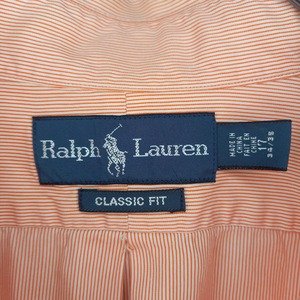 Ralph Lauren
CLASSIC FIT
MADE IN
CHINA
FAIT EN
CHINE
17
34/35